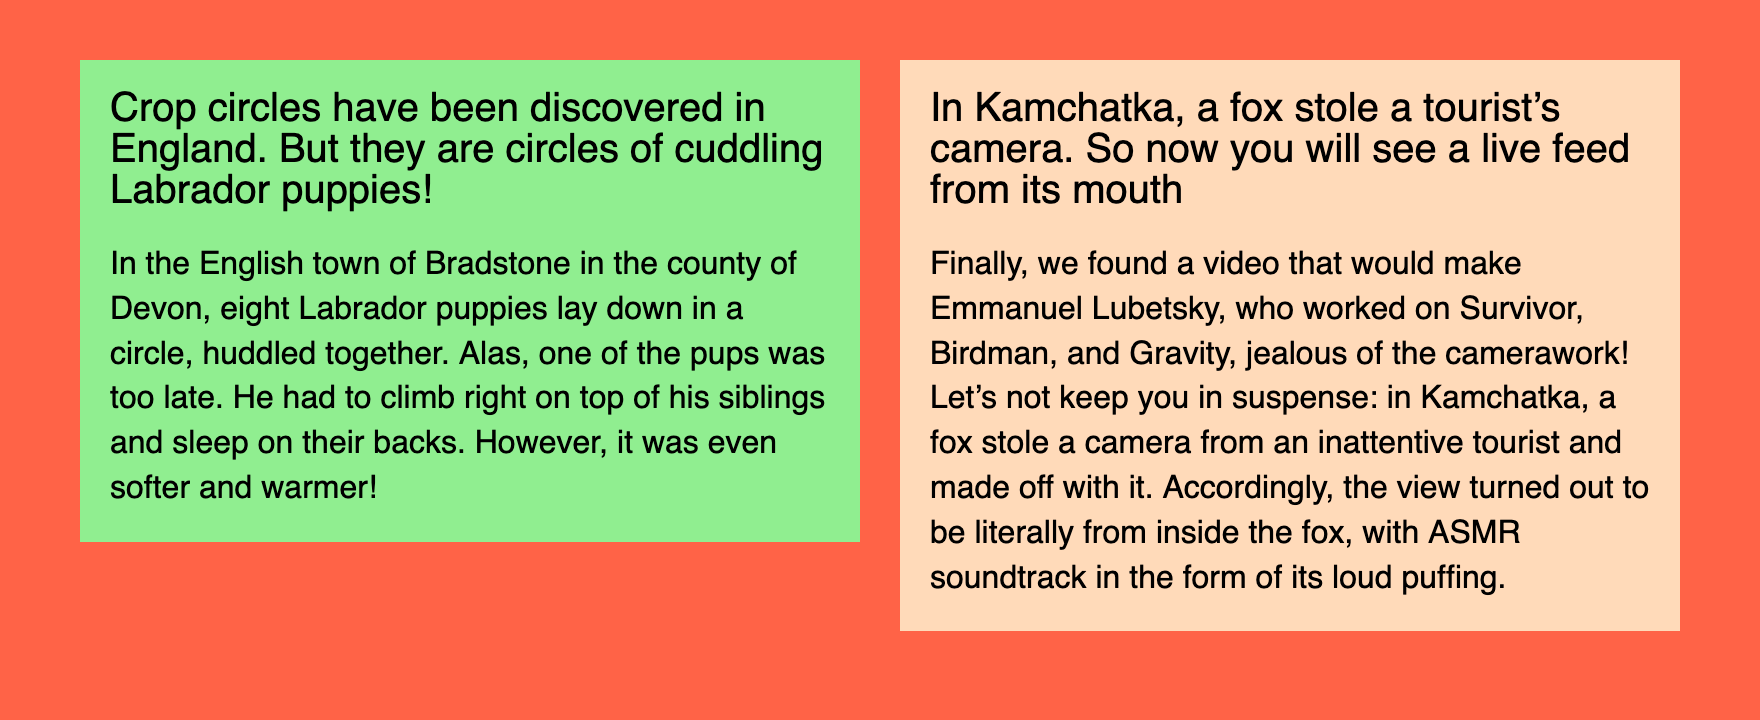 Crop circles have been discovered in
England. But they are circles of cuddling
Labrador puppies!
In the English town of Bradstone in the county of
Devon, eight Labrador puppies lay down in a
circle, huddled together. Alas, one of the pups was
too late. He had to climb right on top of his siblings
and sleep on their backs. However, it was even
softer and warmer!
In Kamchatka, a fox stole a tourist’s
camera. So now you will see a live feed
from its mouth
Finally, we found a video that would make
Emmanuel Lubetsky, who worked on Survivor,
Birdman, and Gravity, jealous of the camerawork!
Let’s not keep you in suspense: in Kamchatka, a
fox stole a camera from an inattentive tourist and
made off with it. Accordingly, the view turned out to
be literally from inside the fox, with ASMR
soundtrack in the form of its loud puffing.